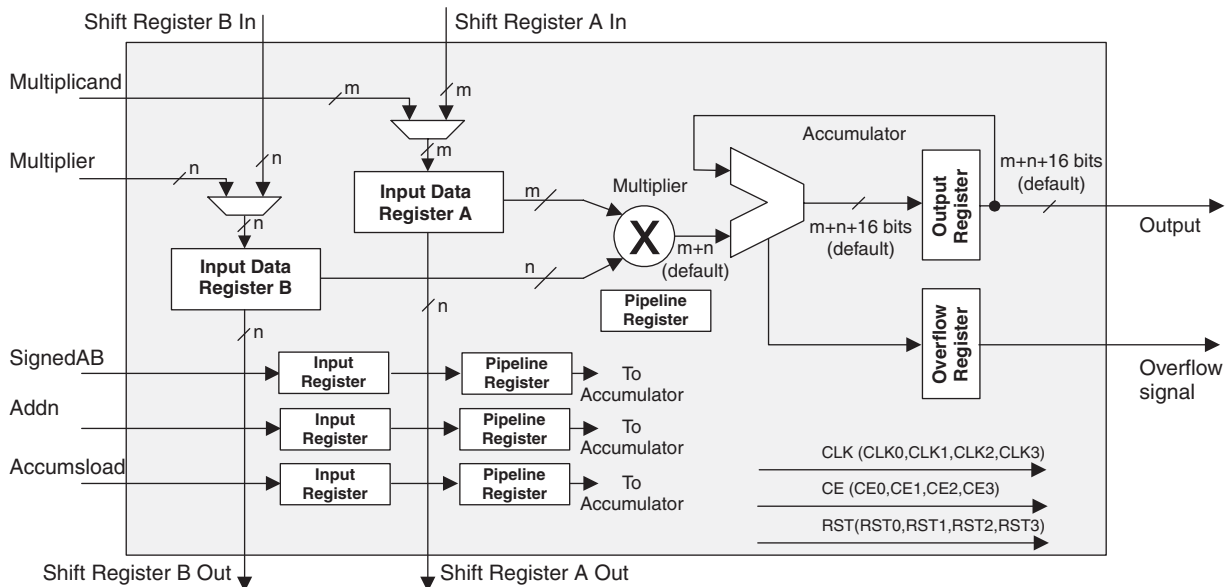 Shift Register B In
Shift Register A In
Multiplicand
m
m
m
Multiplier
n
n
n
Input Data
Register A
Input Data
Register B
m
n
n
n
Multiplier
X
m+n
(default)
Pipeline
Register
Accumulator
m+n+16 bits
(default)
Output
Register
m+n+16 bits
(default)
Output
Overflow
Register
Overflow
signal
SignedAB
Input
Register
Pipeline
Register
To
Accumulator
Addn
Input
Register
Pipeline
Register
To
Accumulator
Accumsload
Input
Register
Pipeline
Register
To
Accumulator
CLK (CLK0,CLK1,CLK2,CLK3)
CE (CE0,CE1,CE2,CE3)
RST(RST0,RST1,RST2,RST3)
Shift Register B Out
Shift Register A Out